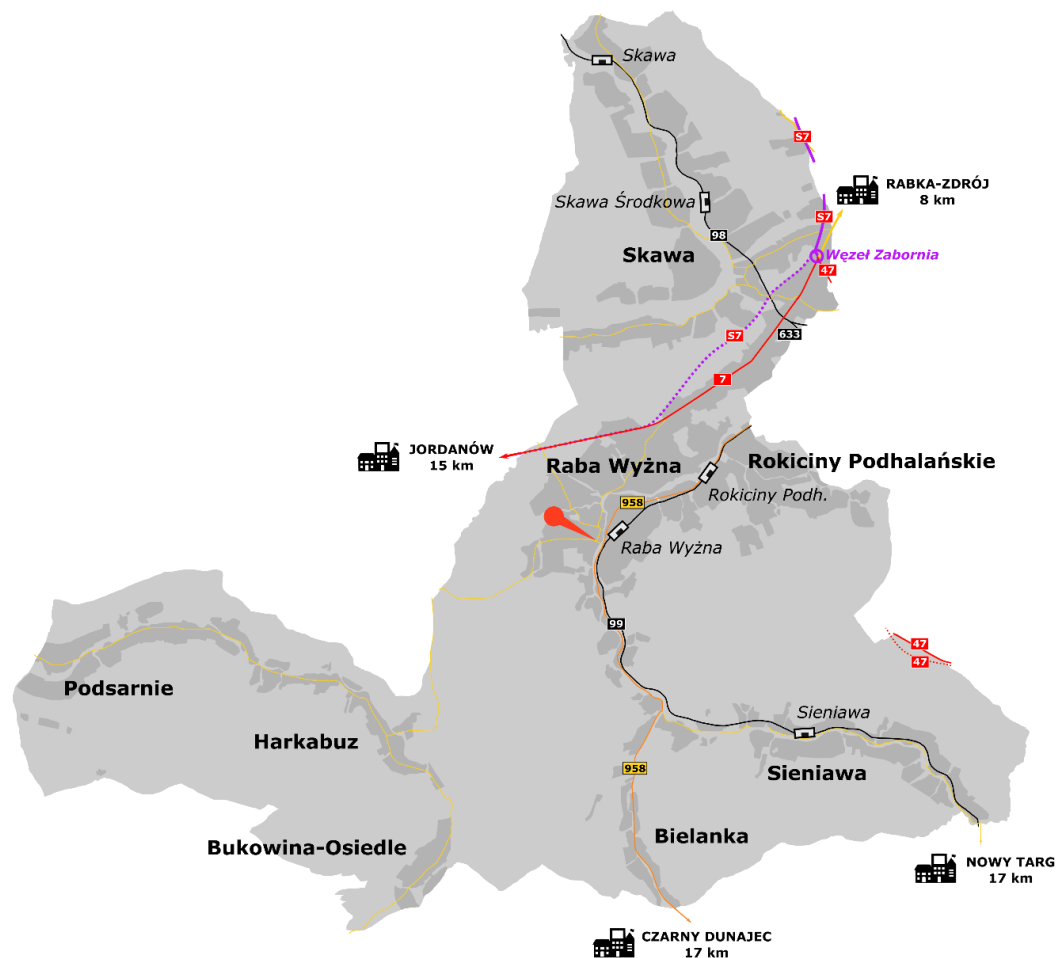 Skawa
S7
RABKA-ZDRÓJ
8 km
Skawa Środkowa
S7
98
Skawa
Węzeł Zabornia
47
633
S7
7
JORDANÓW
15 km
Raba Wyżna
Rokiciny Podhalańskie
958
Rokiciny Podh.
Raba Wyżna
99
47
47
Podsarnie
Sieniawa
Harkabuz
958
Sieniawa
Bielanka
Bukowina-Osiedle
NOWY TARG
17 km
CZARNY DUNAJEC
17 km